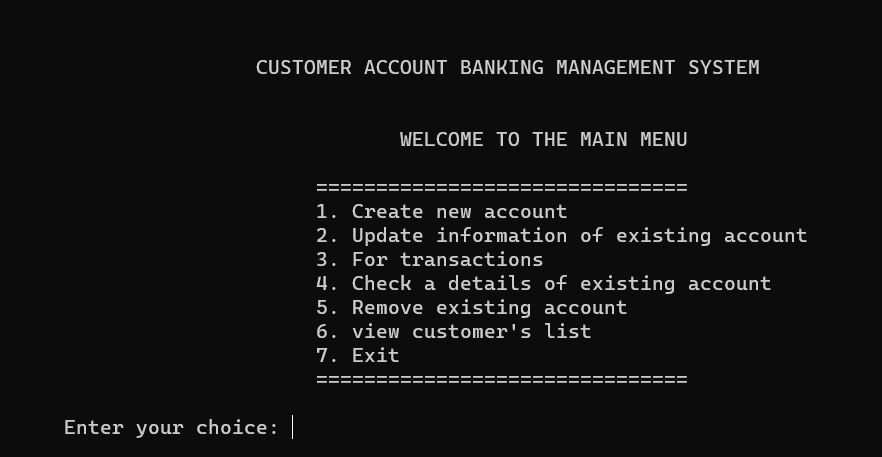 CUSTOMER ACCOUNT BANKING MANAGEMENT SYSTEM
WELCOME TO THE MAIN MENU
===============================
1. Create new account
2. Update information of existing account
3. For transactions
4. Check a details of existing account
5. Remove existing account
6. view customer's list
7. Exit
===============================
Enter your choice: